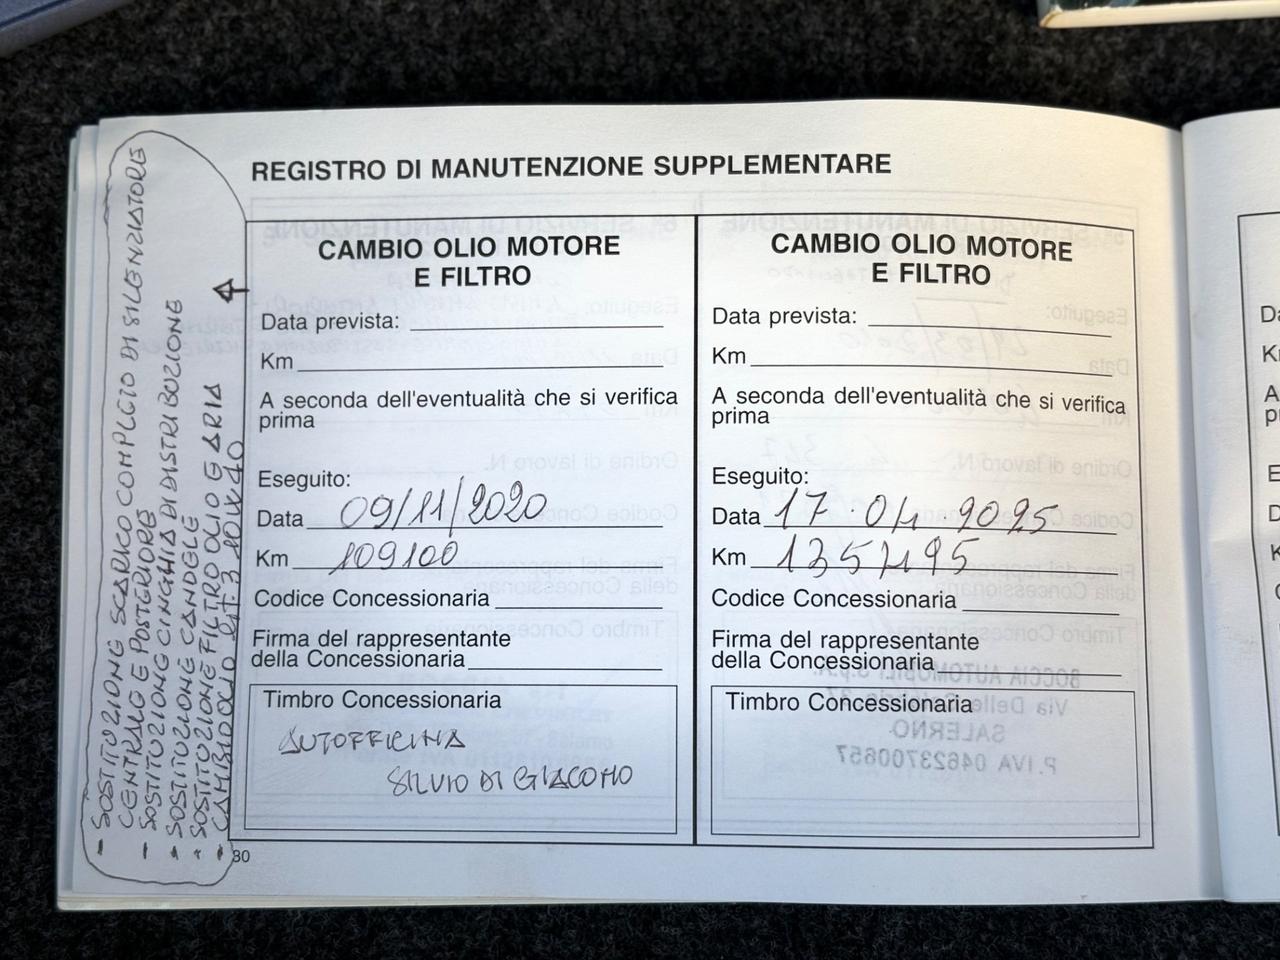 REGISTRO DI MANUTENZIONE SUPPLEMENTARE
- SOSTITUZIONE SCARICO COMPLETO DI SILENZIATORE
CENTRALE E POSTERIORE
- SOSTITUZIONE CINGHIA DI DISTRIBUZIONE
- SOSTITUZIONE CANDELE
- SOSTITUZIONE FILTRO OLIO E ARIA
- CAMBIO OLIO 10W40
CAMBIO OLIO MOTORE
E FILTRO
Data prevista:
Km
A seconda dell'eventualità che si verifica
prima
Eseguito:
Data 09/11/2020
Km 109100
Codice Concessionaria
Firma del rappresentante
della Concessionaria
Timbro Concessionaria
AUTOFFICINA
SILVIO DI GIACOMO
30
CAMBIO OLIO MOTORE
E FILTRO
Data prevista:
Km
A seconda dell'eventualità che si verifica
prima
Eseguito:
Data 17.04.2025
Km 135495
Codice Concessionaria
Firma del rappresentante
della Concessionaria
Timbro Concessionaria